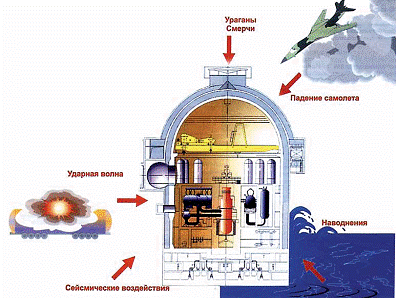 Ураганы
Смерчи
Падение самолета
Ударная волна
Наводнения
Сейсмические воздействия